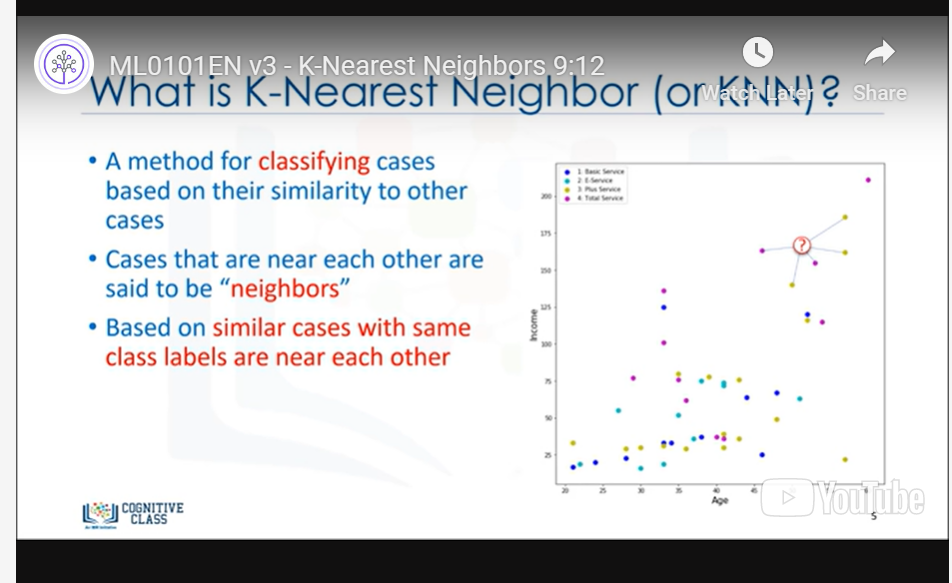 ML0101EN v3 - K-Nearest Neighbors 9:12
Watch Later
Share
What is K-Nearest Neighbor (or KNN)?
• A method for classifying cases
based on their similarity to other
cases
• Cases that are near each other are
said to be “neighbors”
• Based on similar cases with same
class labels are near each other
1: Basic Service
2: E-Service
3: Plus Service
4: Total Service
?
200
175
150
125
100
75
50
25
Income
20 25 30 35 40 45
Age
YouTube
COGNITIVE
CLASS
An IBM Initiative
5